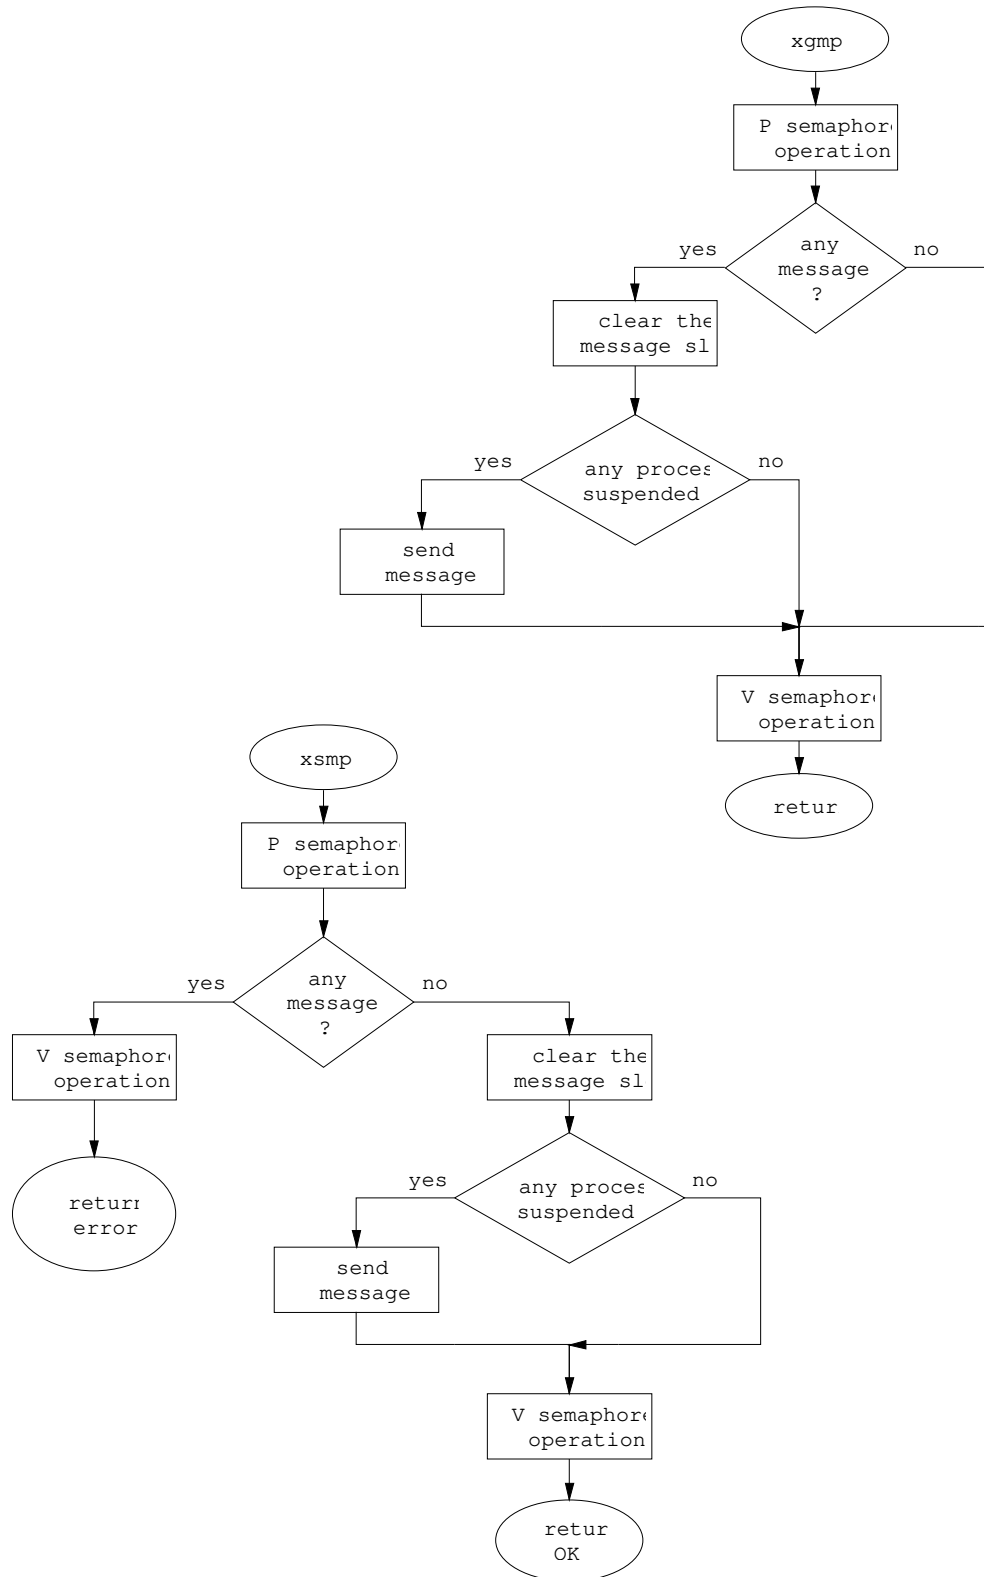 xgmp
P semaphor
operation
any
message
?
yes
no
clear the
message sl
any proces
suspended
yes
no
send
message
V semaphor
operation
retur
xsmp
P semaphor
operation
any
message
?
yes
no
V semaphor
operation
return
error
clear the
message sl
any proces
suspended
yes
no
send
message
V semaphore
operation
retur
OK